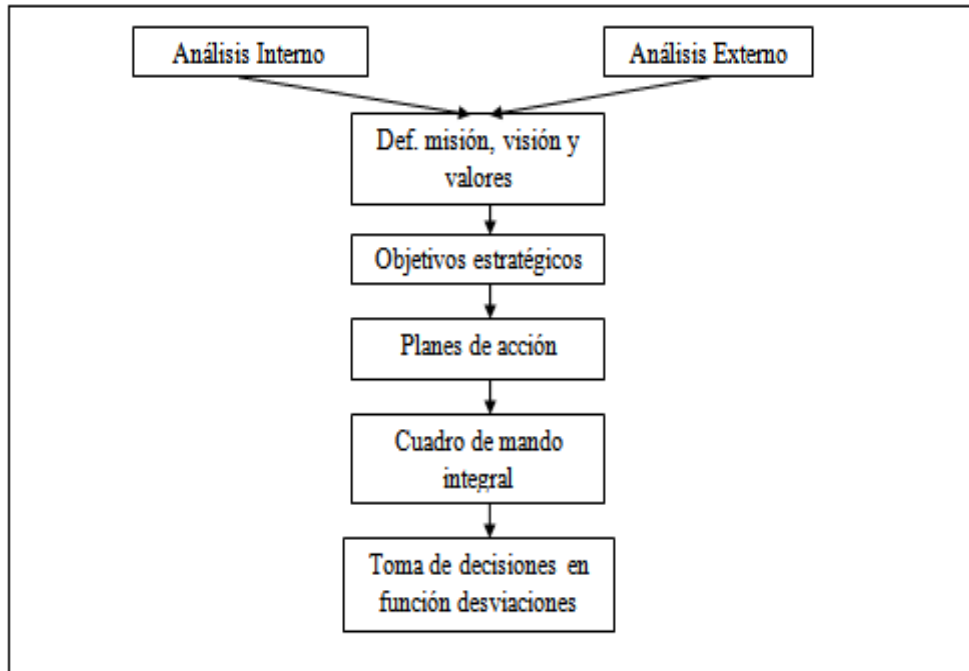 Análisis Interno
Análisis Externo
Def. misión, visión y
valores
Objetivos estratégicos
Planes de acción
Cuadro de mando
integral
Toma de decisiones en
función desviaciones